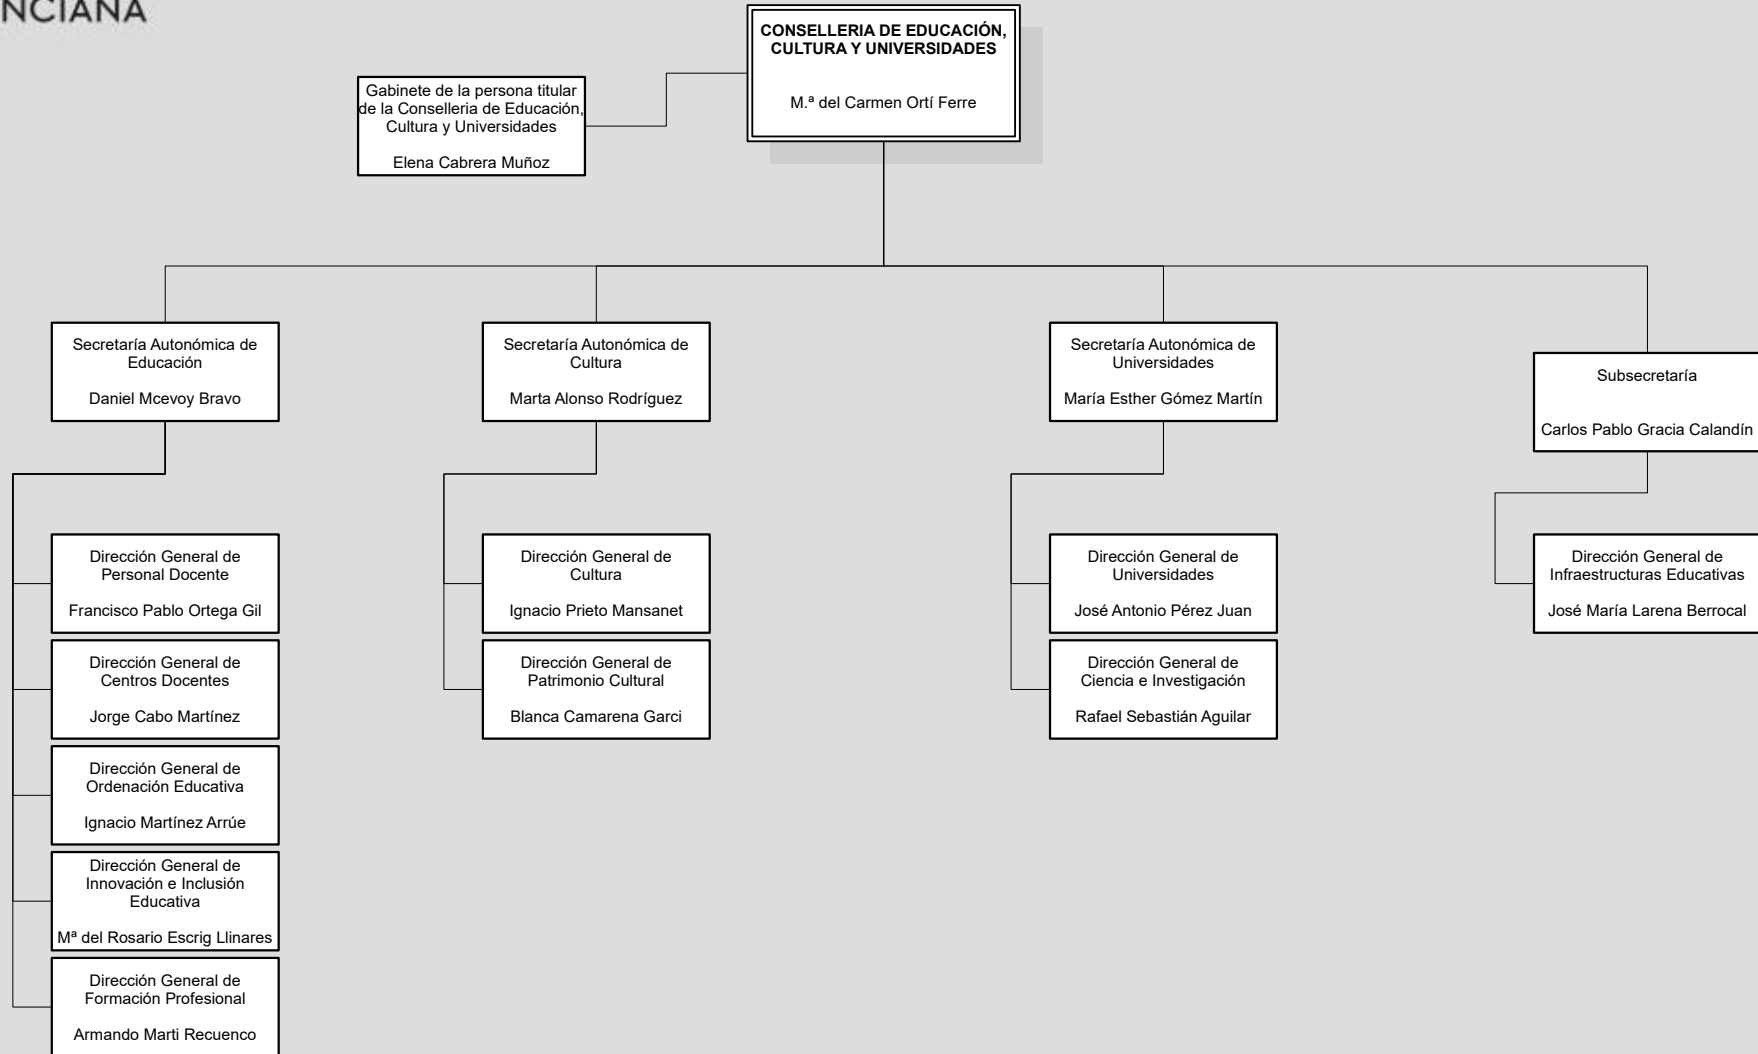 NCIANA
CONSELLERIA DE EDUCACIÓN,
CULTURA Y UNIVERSIDADES
M.ª del Carmen Ortí Ferre
Gabinete de la persona titular
de la Conselleria de Educación,
Cultura y Universidades
Elena Cabrera Muñoz
Secretaría Autonómica de
Educación
Daniel Mcevoy Bravo
Secretaría Autonómica de
Cultura
Marta Alonso Rodríguez
Secretaría Autonómica de
Universidades
María Esther Gómez Martín
Subsecretaría
Carlos Pablo Gracia Calandín
Dirección General de
Personal Docente
Francisco Pablo Ortega Gil
Dirección General de
Centros Docentes
Jorge Cabo Martínez
Dirección General de
Ordenación Educativa
Ignacio Martínez Arrúe
Dirección General de
Innovación e Inclusión
Educativa
Mª del Rosario Escrig Llinares
Dirección General de
Formación Profesional
Armando Marti Recuenco
Dirección General de
Cultura
Ignacio Prieto Mansanet
Dirección General de
Patrimonio Cultural
Blanca Camarena Garci
Dirección General de
Universidades
José Antonio Pérez Juan
Dirección General de
Ciencia e Investigación
Rafael Sebastián Aguilar
Dirección General de
Infraestructuras Educativas
José María Larena Berrocal